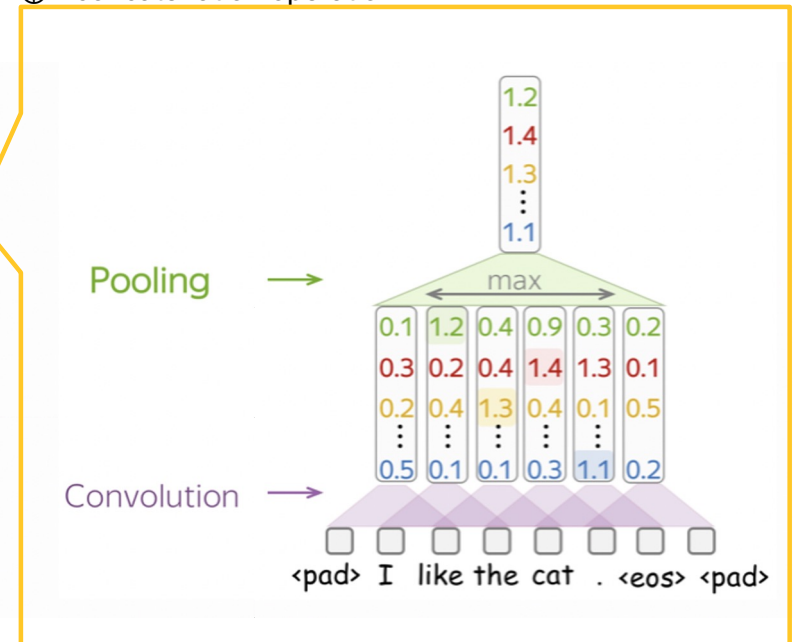 1.2
1.4
1.3
⋮
1.1
Pooling
max
0.1 1.2 0.4 0.9 0.3 0.2
0.3 0.2 0.4 1.4 1.3 0.1
0.2 0.4 1.3 0.4 0.1 0.5
⋮ ⋮ ⋮ ⋮ ⋮ ⋮
0.5 0.1 0.1 0.3 1.1 0.2
Convolution
<pad> I like the cat . <eos> <pad>